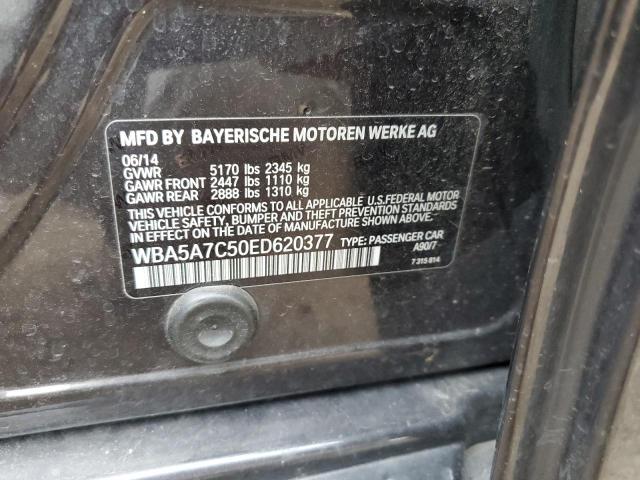 MFD BY BAYERISCHE MOTOREN WERKE AG
06/14
GVWR 5170 lbs 2345 kg
GAWR FRONT 2447 lbs 1110 kg
GAWR REAR 2888 lbs 1310 kg
THIS VEHICLE CONFORMS TO ALL APPLICABLE U.S.FEDERAL MOTOR
VEHICLE SAFETY, BUMPER AND THEFT PREVENTION STANDARDS
IN EFFECT ON THE DATE OF MANUFACTURE SHOWN ABOVE.
WBA5A7C50ED620377 TYPE: PASSENGER CAR
A90/7
7 315 814